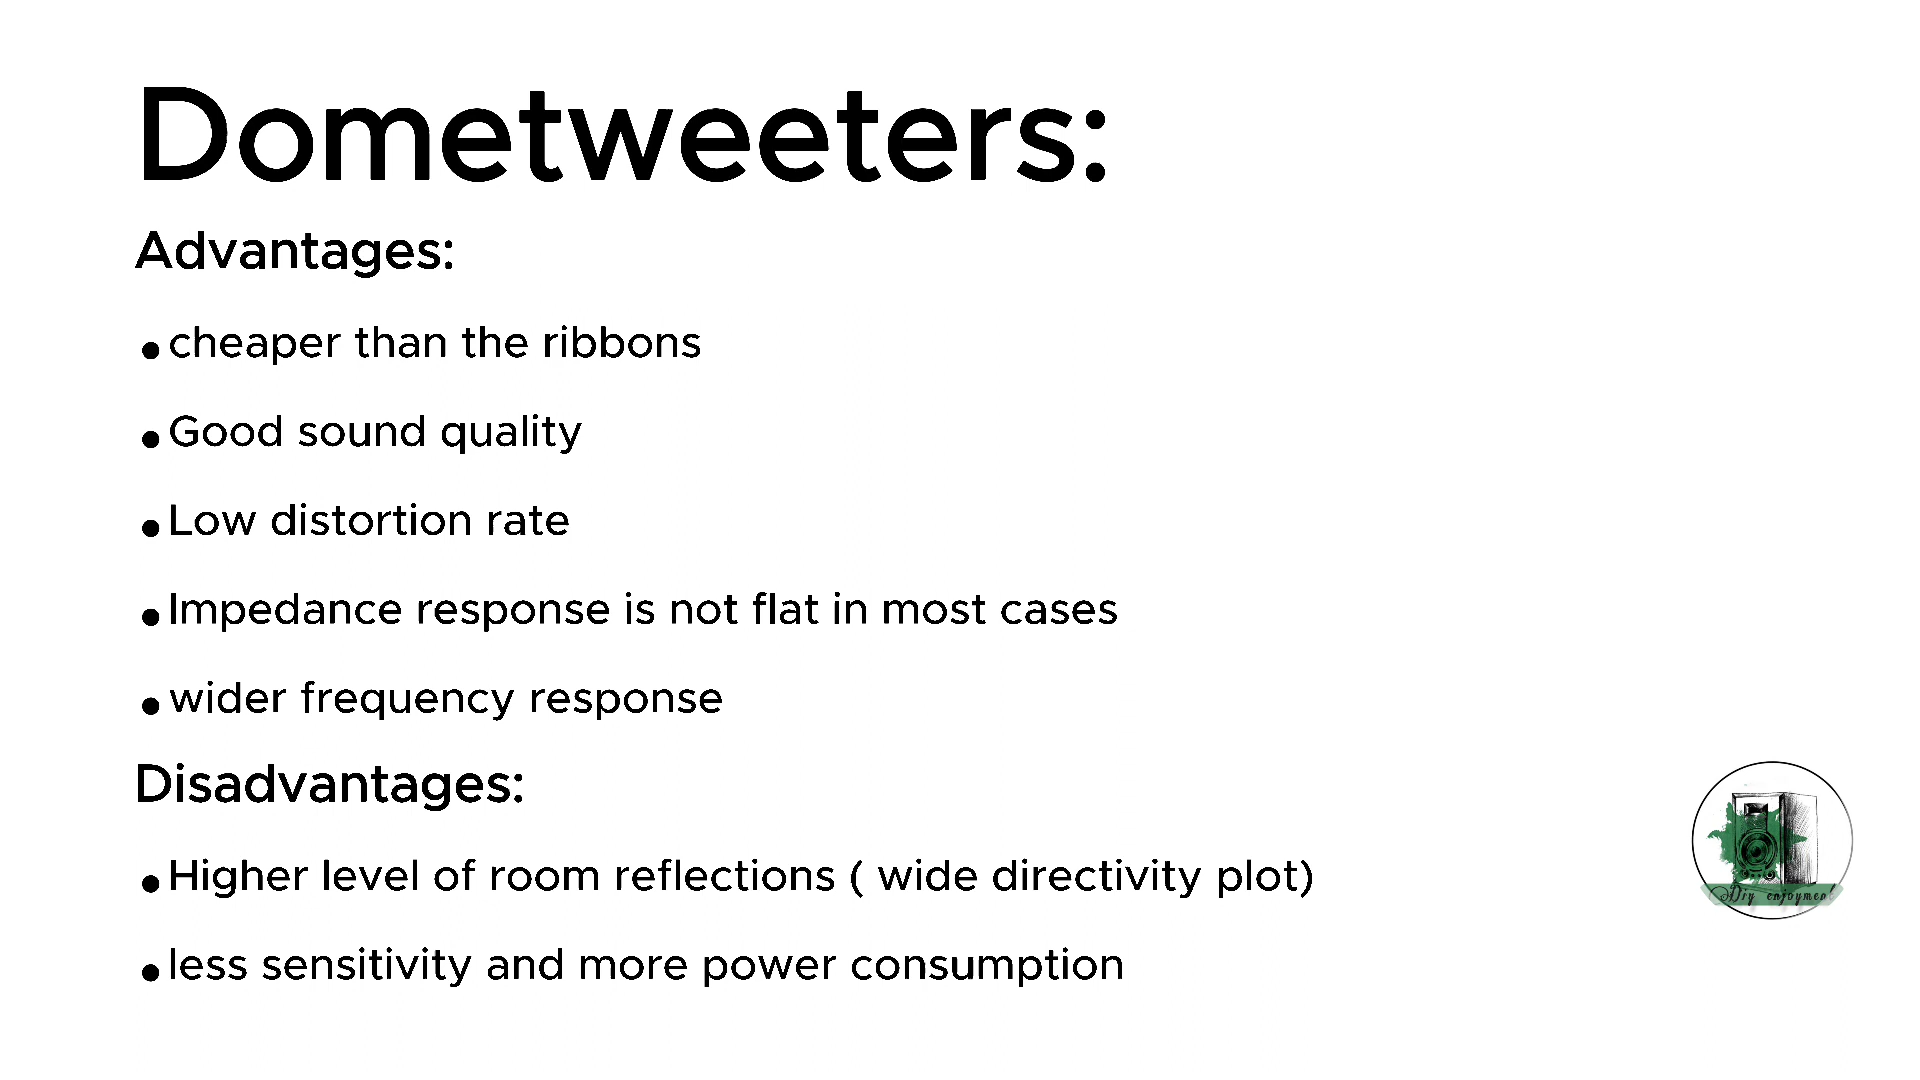 Dometweeters:
Advantages:
•cheaper than the ribbons
•Good sound quality
•Low distortion rate
•Impedance response is not flat in most cases
•wider frequency response
Disadvantages:
•Higher level of room reflections ( wide directivity plot)
•less sensitivity and more power consumption
Diy enjoyment